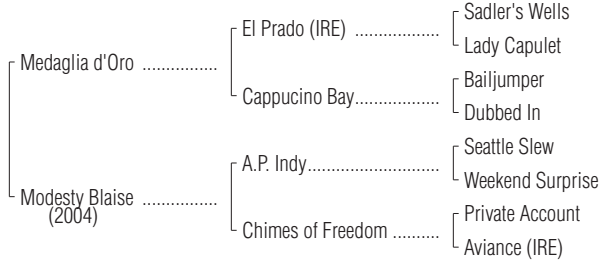 Sadler's Wells
El Prado (IRE) ..................
Lady Capulet
Medaglia d'Oro ................
Bailjumper
Cappucino Bay..................
Dubbed In
Seattle Slew
A.P. Indy............................
Weekend Surprise
Modesty Blaise ................
(2004)
Private Account
Chimes of Freedom ..........
Aviance (IRE)